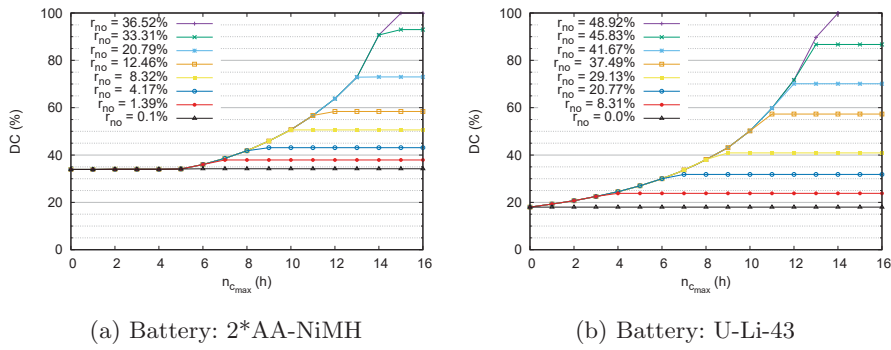 DC (%)
100
80
60
40
20
0
r_no = 36.52%
r_no = 33.31%
r_no = 20.79%
r_no = 12.46%
r_no = 8.32%
r_no = 4.17%
r_no = 1.39%
r_no = 0.1%
0 2 4 6 8 10 12 14 16
n_c_max (h)
(a) Battery: 2*AA-NiMH
DC (%)
100
80
60
40
20
0
r_no = 48.92%
r_no = 45.83%
r_no = 41.67%
r_no = 37.49%
r_no = 29.13%
r_no = 20.77%
r_no = 8.31%
r_no = 0.0%
0 2 4 6 8 10 12 14 16
n_c_max (h)
(b) Battery: U-Li-43